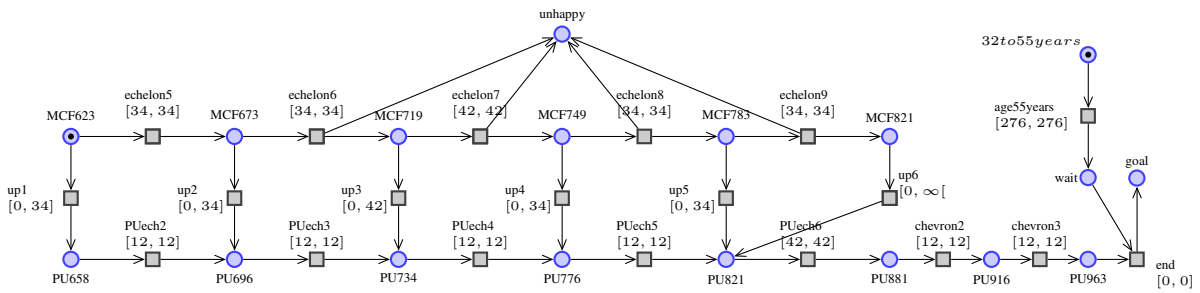 unhappy
32to55years
echelon5
[34, 34]
echelon6
[34, 34]
echelon7
[42, 42]
echelon8
[34, 34]
echelon9
[34, 34]
MCF623
MCF673
MCF719
MCF749
MCF783
MCF821
age55years
[276, 276]
wait
goal
up1
[0, 34]
up2
[0, 34]
up3
[0, 42]
up4
[0, 34]
up5
[0, 34]
up6
[0, ∞[
PUech2
[12, 12]
PUech3
[12, 12]
PUech4
[12, 12]
PUech5
[12, 12]
PUech6
[42, 42]
chevron2
[12, 12]
chevron3
[12, 12]
PU658
PU696
PU734
PU776
PU821
PU881
PU916
PU963
end
[0, 0]